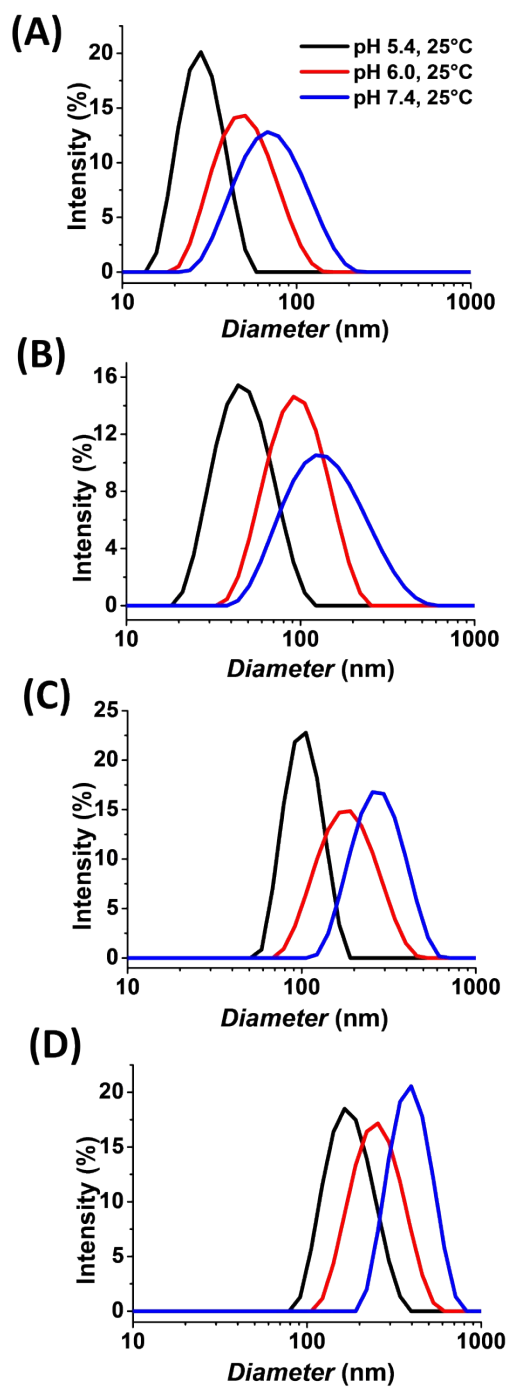 (A)
20
15
10
5
0
Intensity (%)
pH 5.4, 25°C
pH 6.0, 25°C
pH 7.4, 25°C
10
100
1000
Diameter (nm)
(B)
16
12
8
4
0
Intensity (%)
10
100
1000
Diameter (nm)
(C)
25
20
15
10
5
0
Intensity (%)
10
100
1000
Diameter (nm)
(D)
20
15
10
5
0
Intensity (%)
10
100
1000
Diameter (nm)